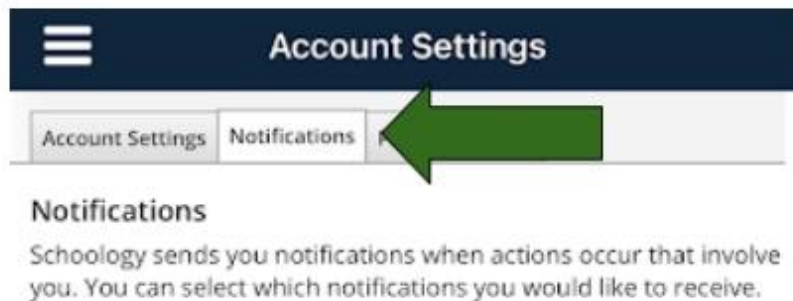 Account Settings
Account Settings Notifications
Notifications
Schoology sends you notifications when actions occur that involve
you. You can select which notifications you would like to receive.